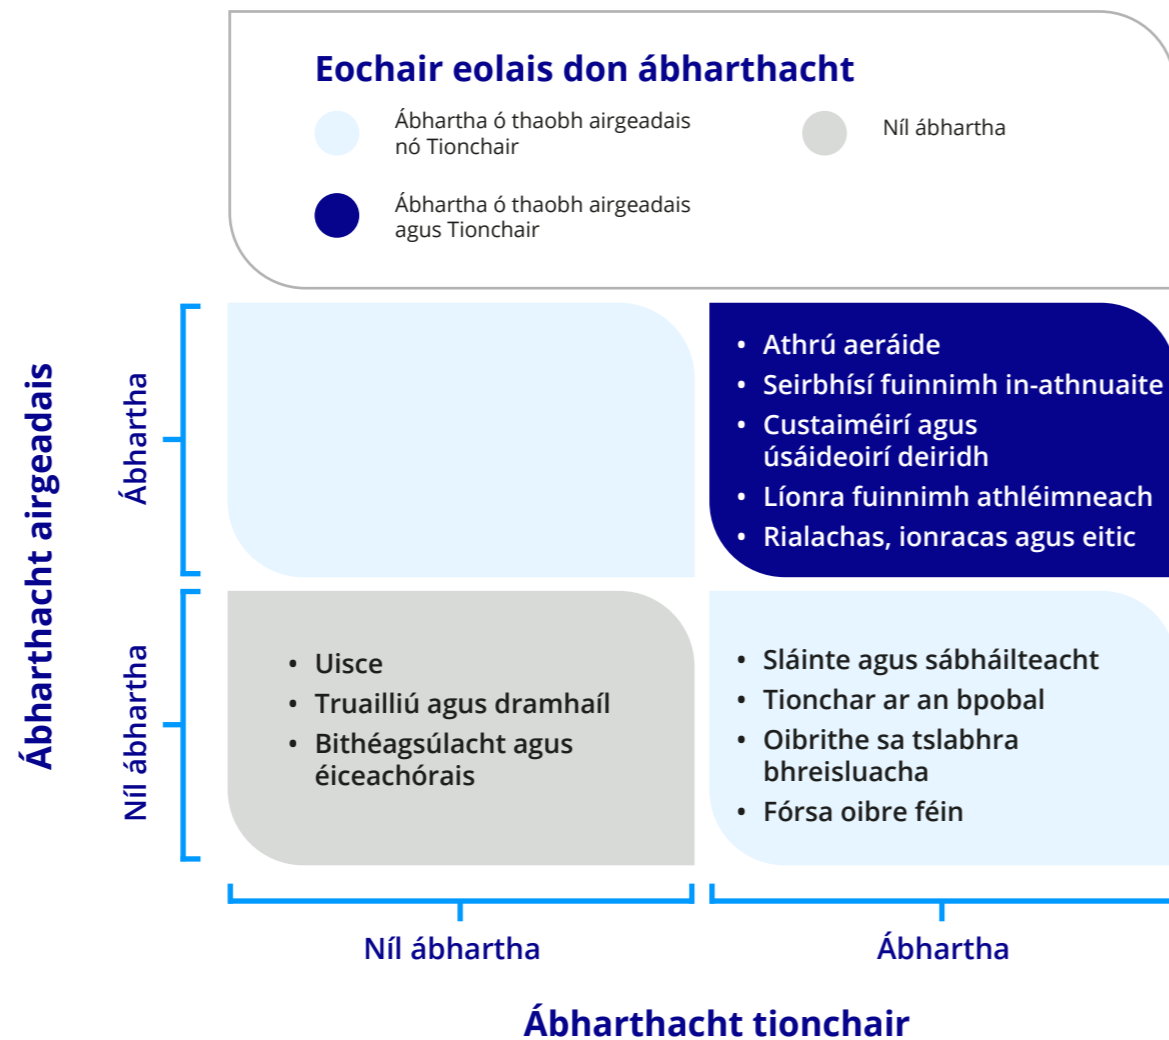 Eochair eolais don ábharthacht
Ábhartha ó thaobh airgeadais
nó Tionchair
Níl ábhartha
Ábhartha ó thaobh airgeadais
agus Tionchair
Ábharthacht airgeadais
Ábhartha
• Athrú aeráide
• Seirbhísí fuinnimh in-athnuaite
• Custaiméirí agus
úsáideoirí deiridh
• Líonra fuinnimh athléimneach
• Rialachas, ionracas agus eitic
Níl ábhartha
• Uisce
• Truailliú agus dramhaíl
• Bithéagsúlacht agus
éiceachórais
• Sláinte agus sábháilteacht
• Tionchar ar an bpobal
• Oibrithe sa tslabhra
bhreisluacha
• Fórsa oibre féin
Níl ábhartha
Ábhartha
Ábharthacht tionchair